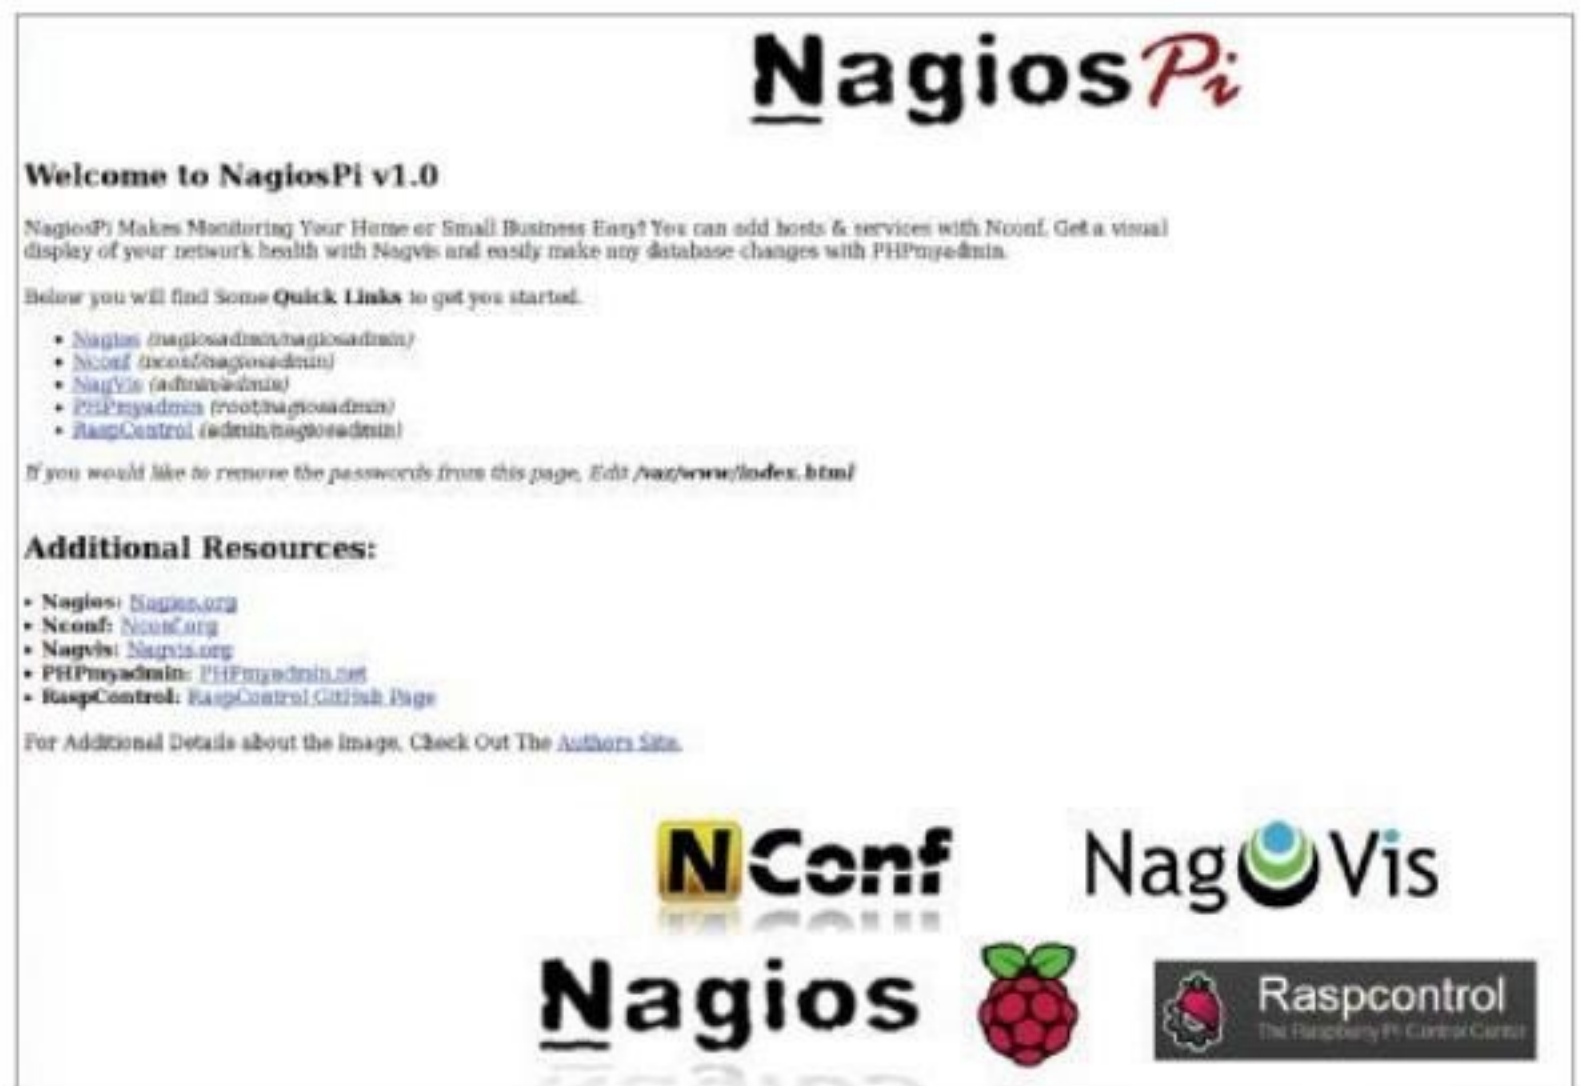 NagiosPi
Welcome to NagiosPi v1.0
NagiosPi Makes Monitoring Your Home or Small Business Easy! You can add hosts & services with Nconf. Get a visual
display of your network health with Nagvis and easily make any database changes with PHPmyadmin.
Below you will find Some Quick Links to get you started.
• Nagios (nagiosadmin/nagiosadmin)
• Nconf (nconf/nagiosadmin)
• NagVis (admin/admin)
• PHPmyadmin (root/nagiosadmin)
• RaspControl (admin/nagiosadmin)
If you would like to remove the passwords from this page, Edit /var/www/index.html
Additional Resources:
• Nagios: Nagios.org
• Nconf: Nconf.org
• Nagvis: Nagvis.org
• PHPmyadmin: PHPmyadmin.net
• RaspControl: RaspControl GitHub Page
For Additional Details about the Image, Check Out The Authors Site.
NConf
NagVis
Nagios
Raspcontrol
The Raspberry Pi Control Center